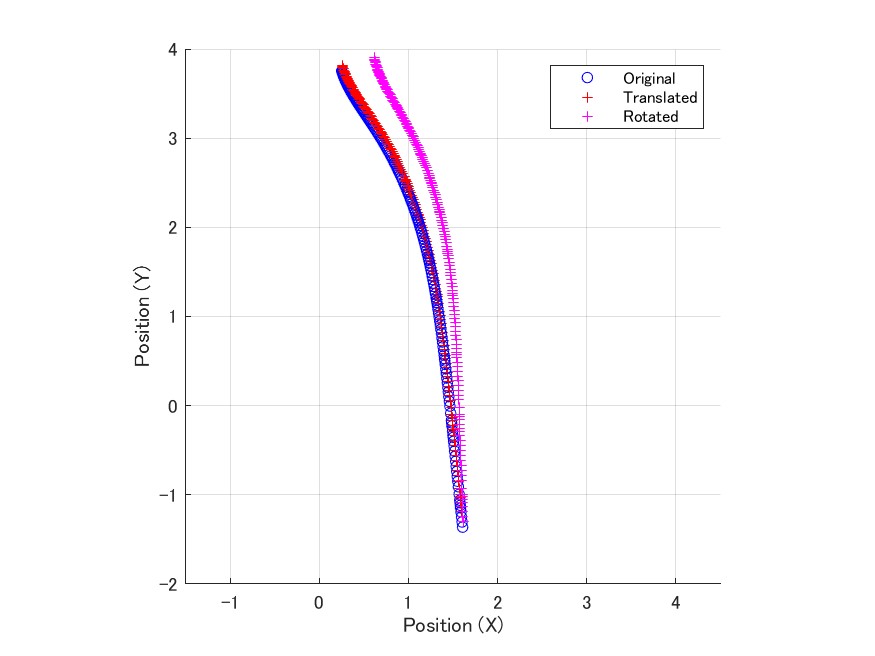 4
3
2
1
0
−1
−2
−1
0
1
2
3
4
Position (X)
Position (Y)
Original
Translated
Rotated